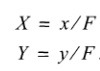 X = x/F
Y = y/F.